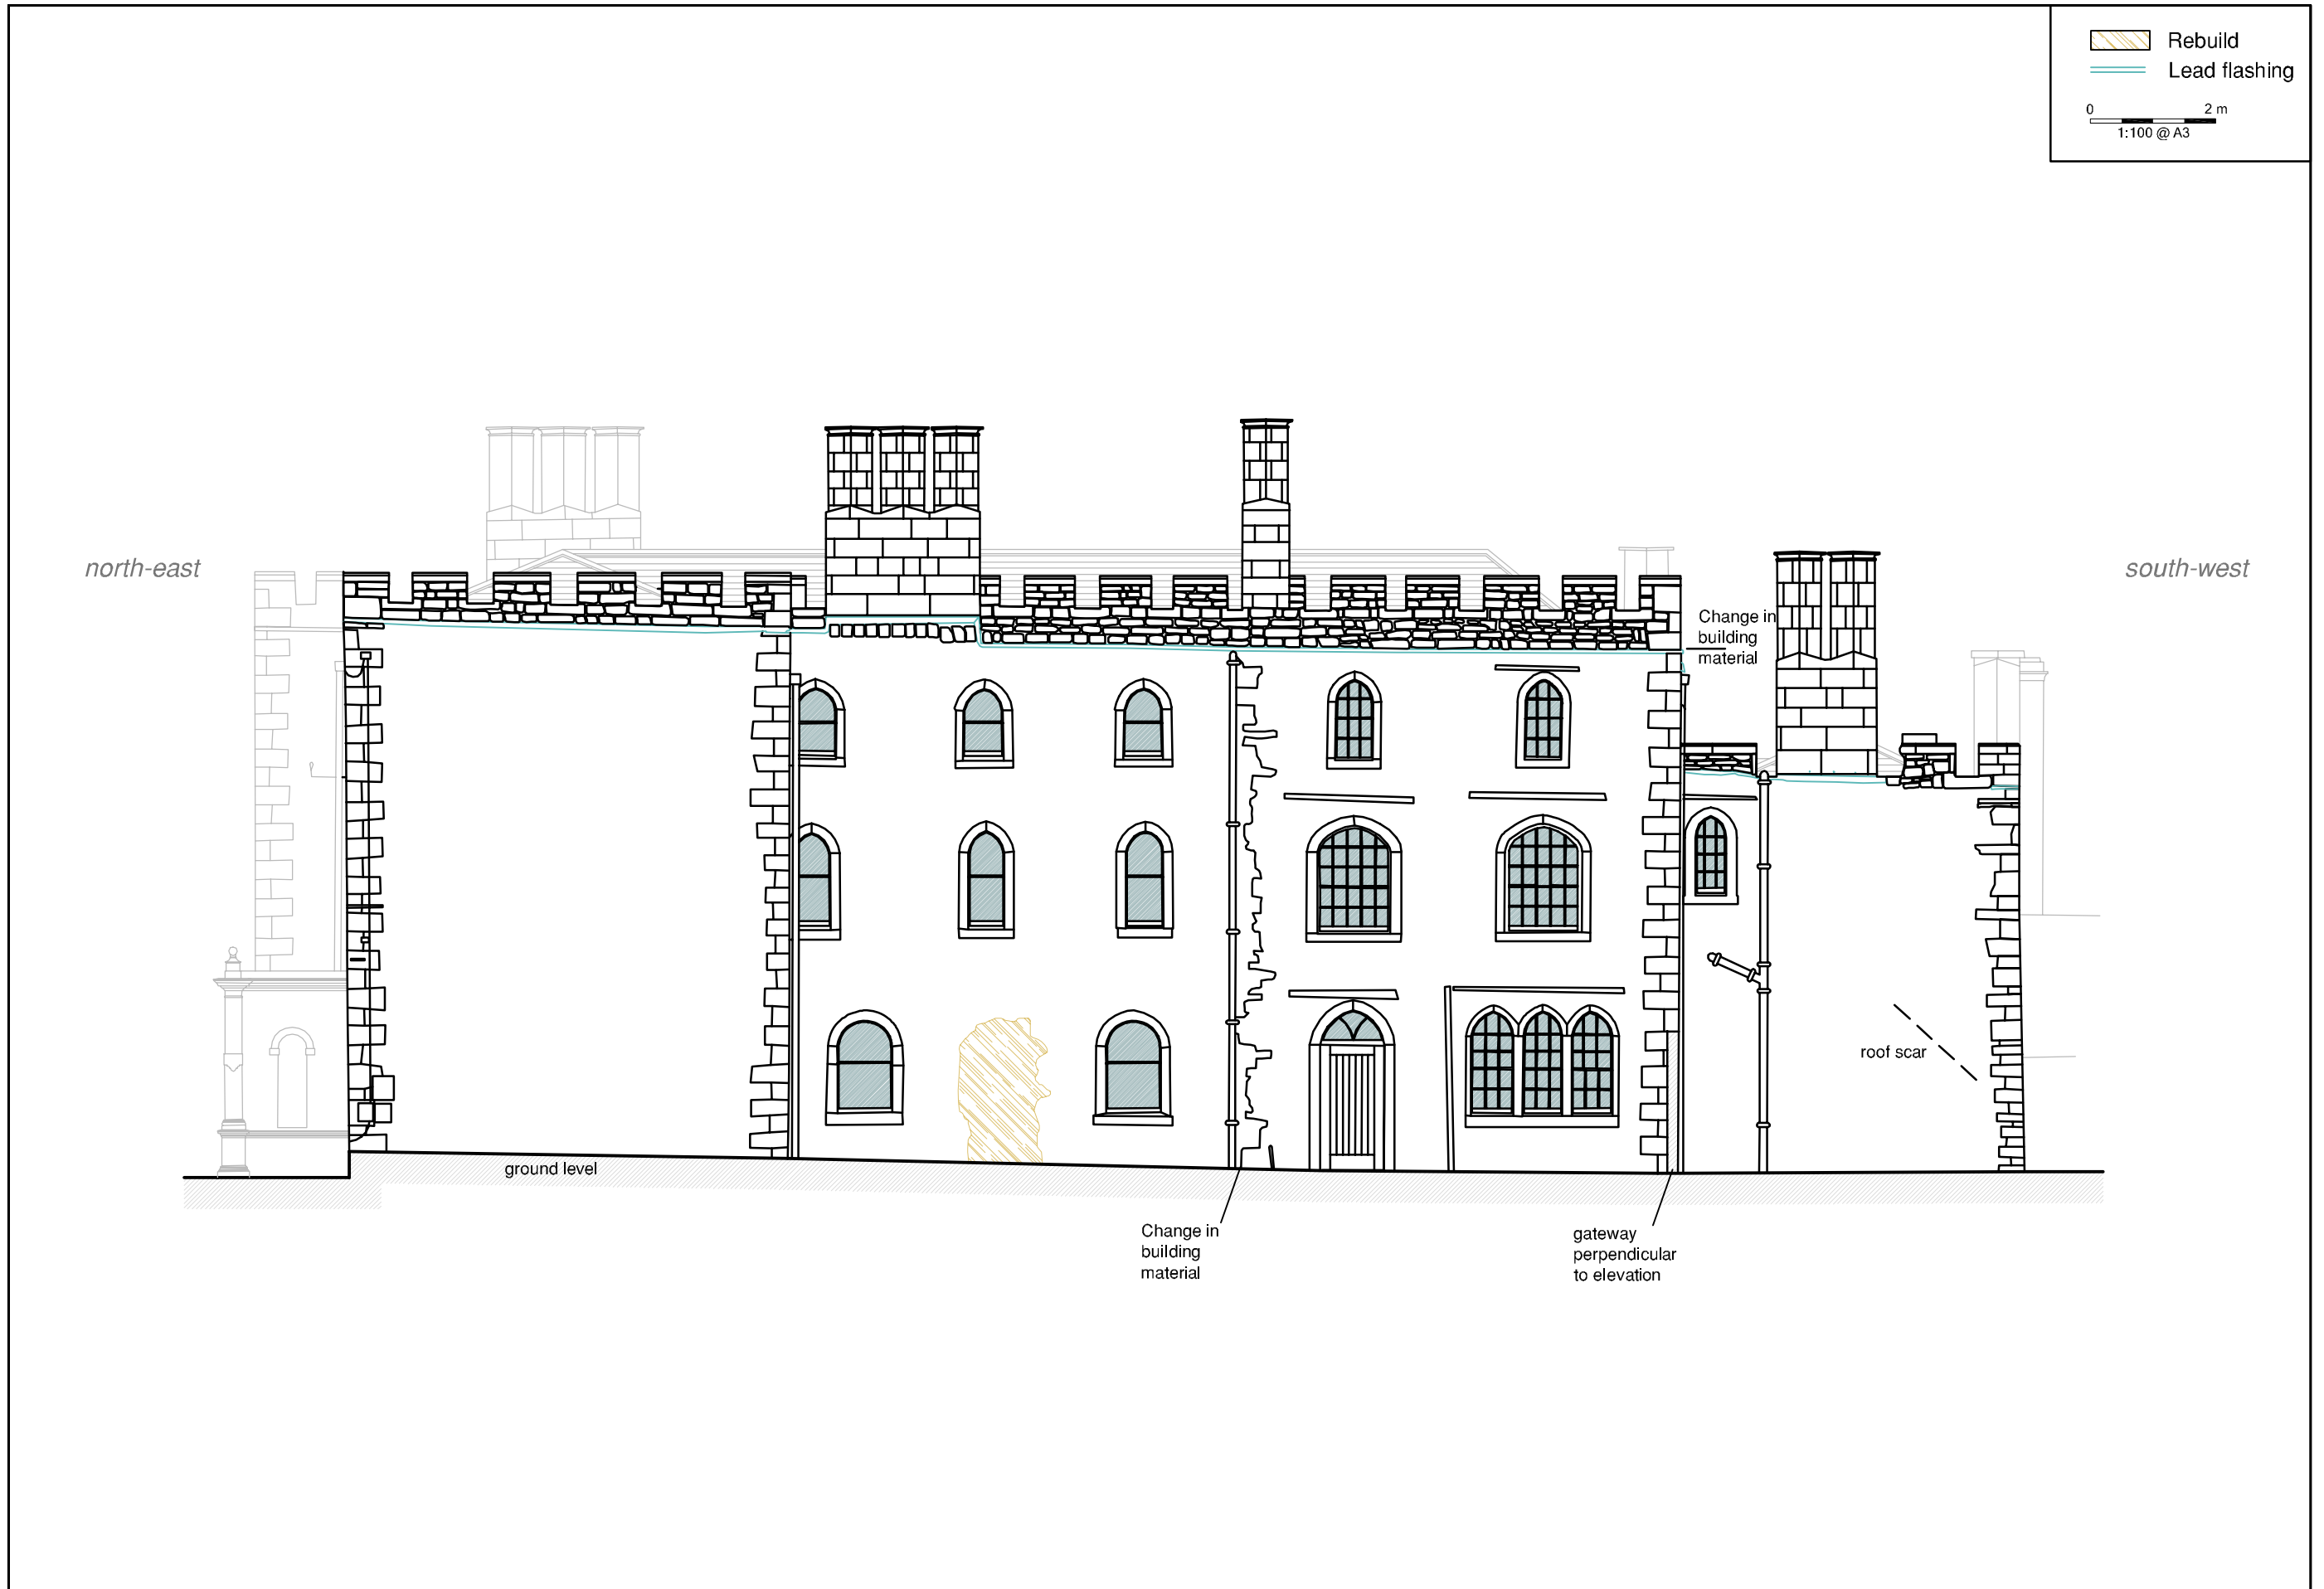 Rebuild
Lead flashing
0 2 m
1:100 @ A3
north-east
south-west
Change in
building
material
roof scar
ground level
Change in
building
material
gateway
perpendicular
to elevation